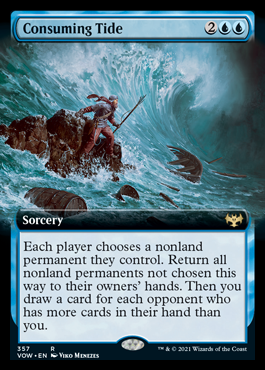 Consuming Tide 2
Sorcery
Each player chooses a nonland
permanent they control. Return all
nonland permanents not chosen this
way to their owners' hands. Then you
draw a card for each opponent who
has more cards in their hand than
you.
357 R
VOW • EN Viko Menezes
™ & © 2021 Wizards of the Coast